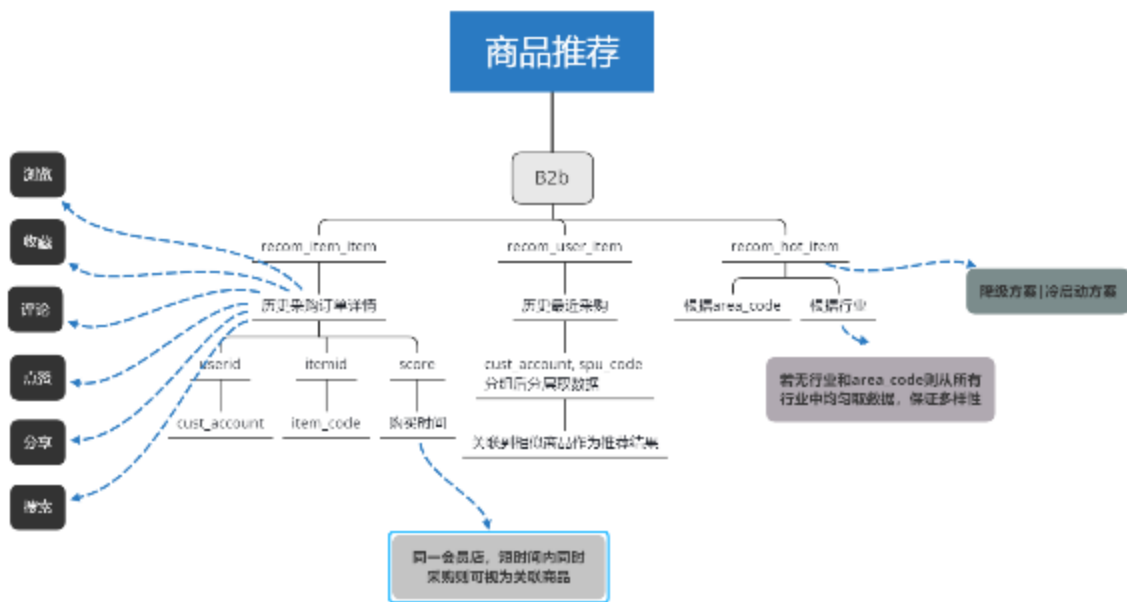 商品推荐
B2b
浏览
收藏
评论
点赞
分享
搜索
recom_item_item
recom_user_item
recom_hot_item
历史采购订单详情
历史最近采购
根据area_code
根据行业
降级方案|冷启动方案
userid
itemid
score
cust_account, spu_code
分组后分层取数据
若无行业和area_code则从所有
行业中均匀取数据，保证多样性
cust_account
item_code
购买时间
关联到相似商品作为推荐结果
同一会员店，短时间内同时
采购则可视为关联商品